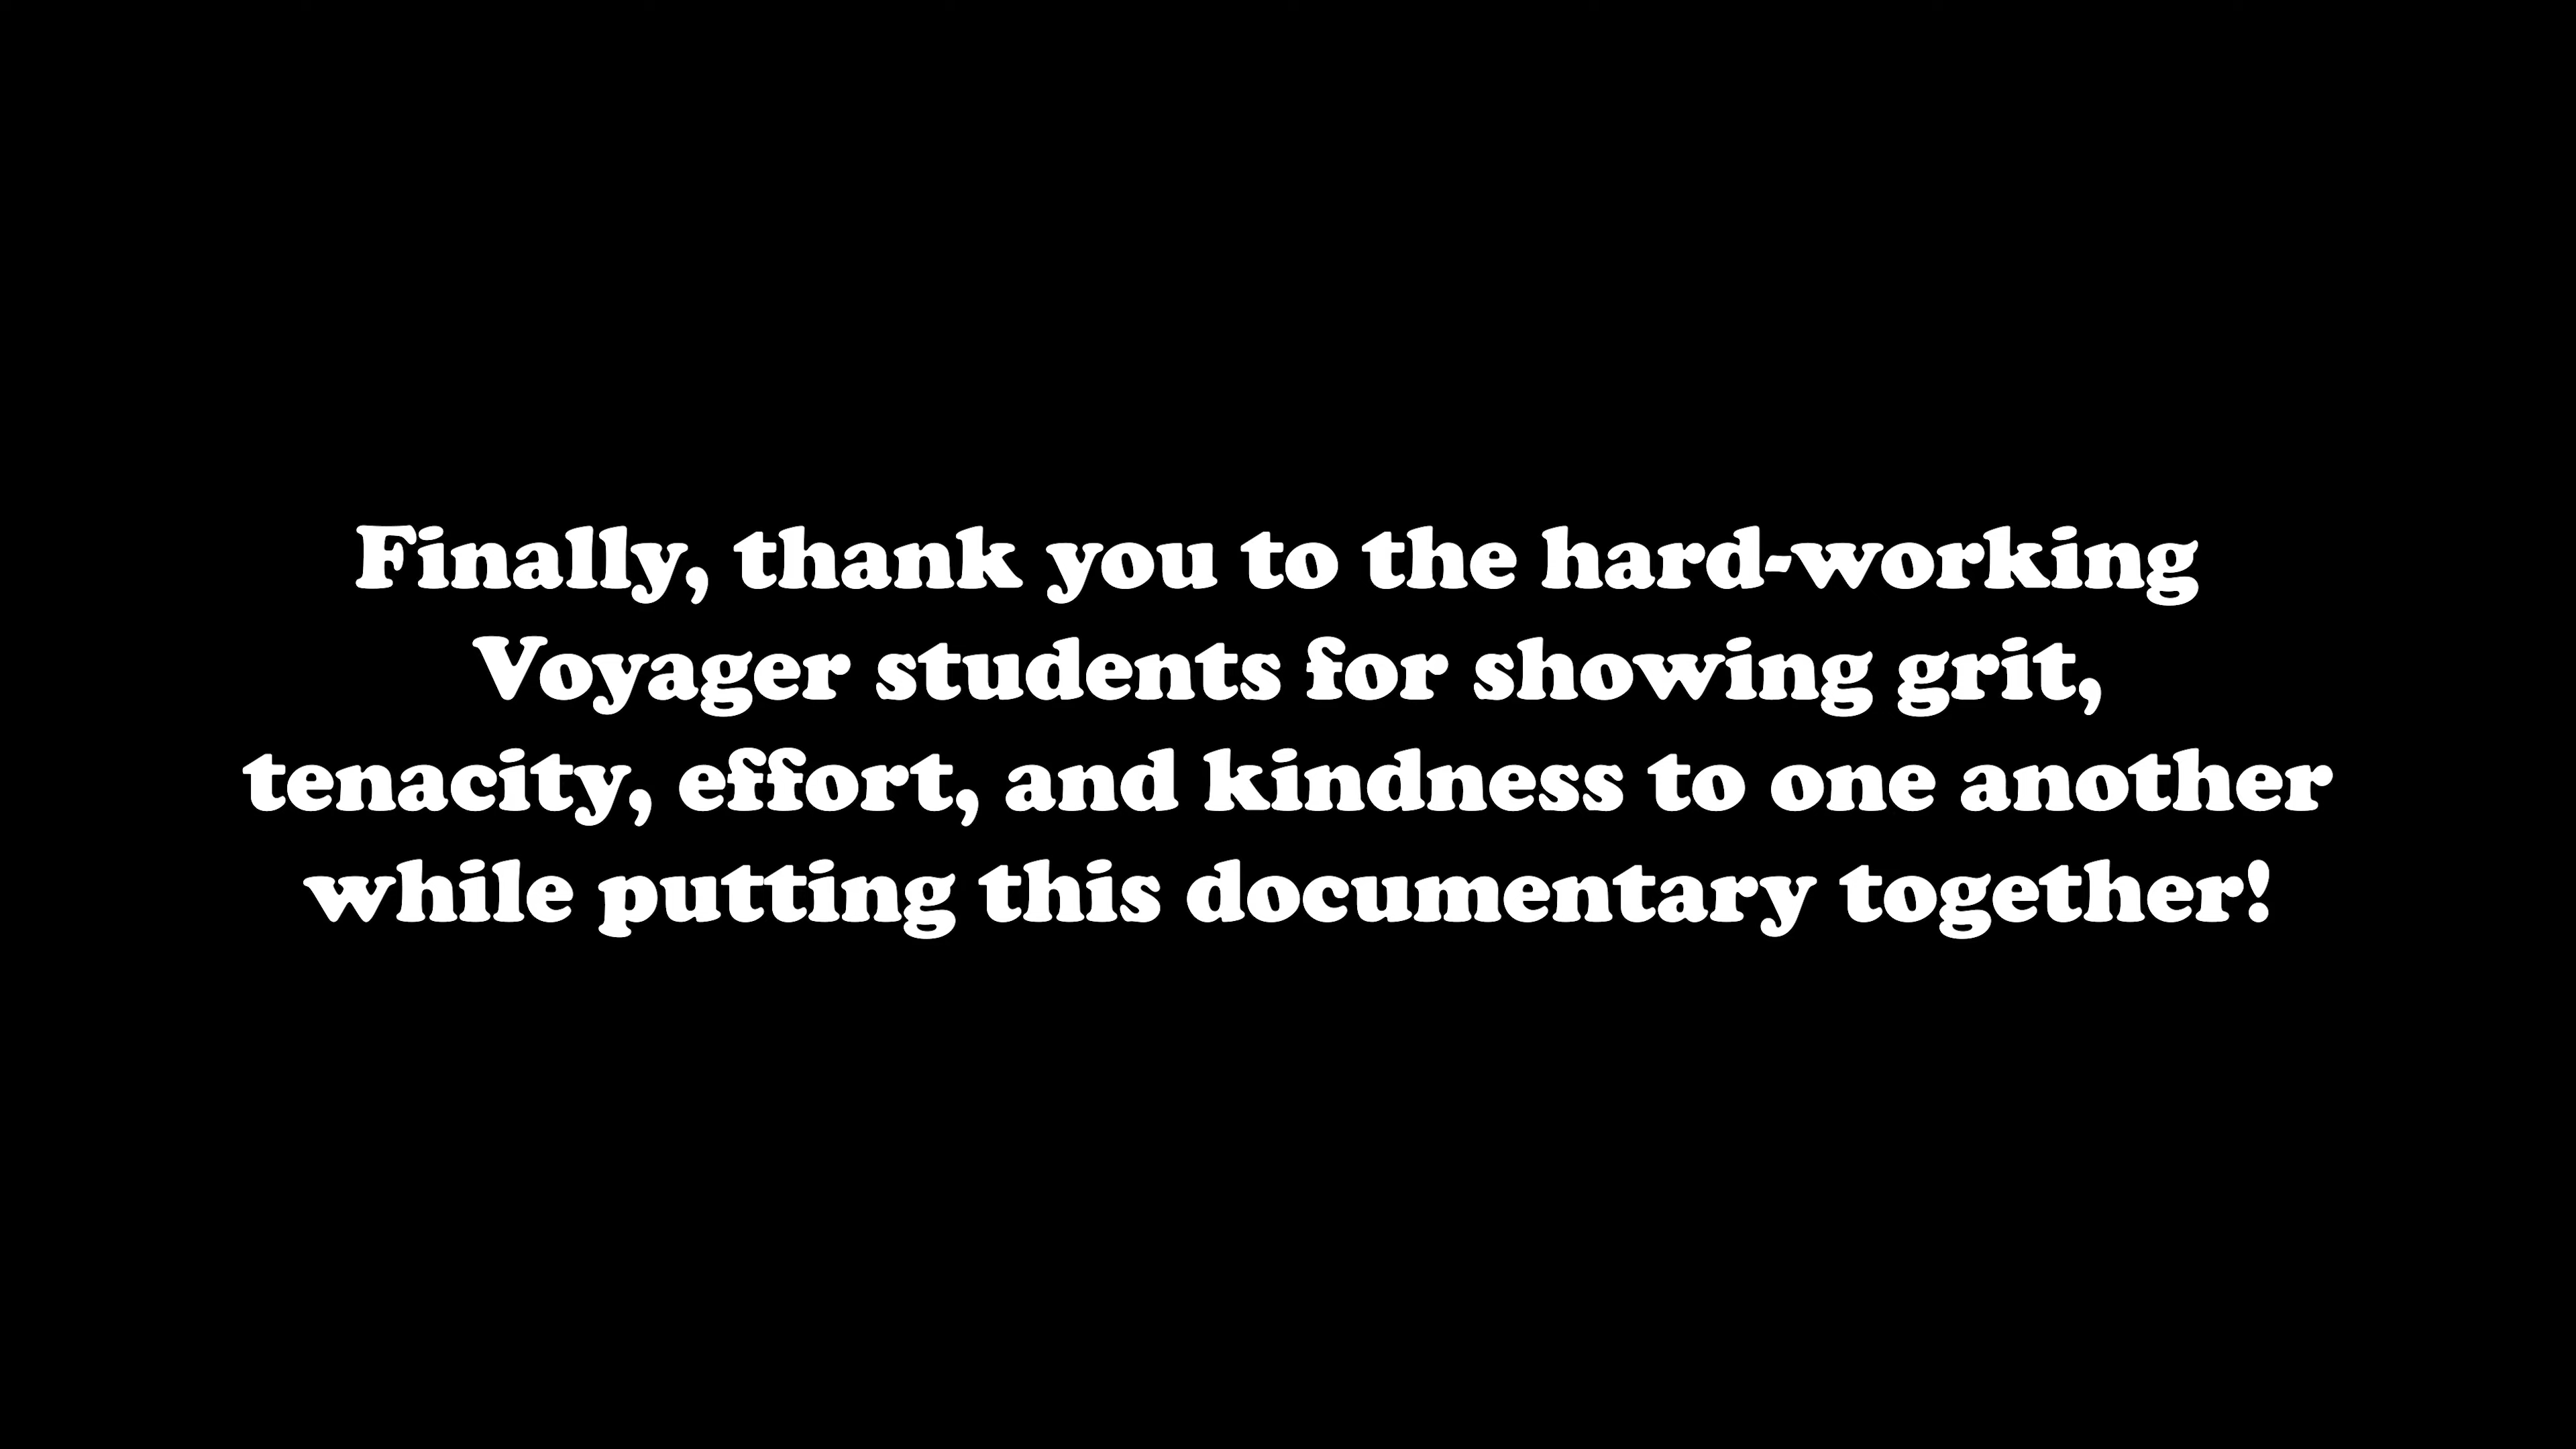 Finally, thank you to the hard-working
Voyager students for showing grit,
tenacity, effort, and kindness to one another
while putting this documentary together!